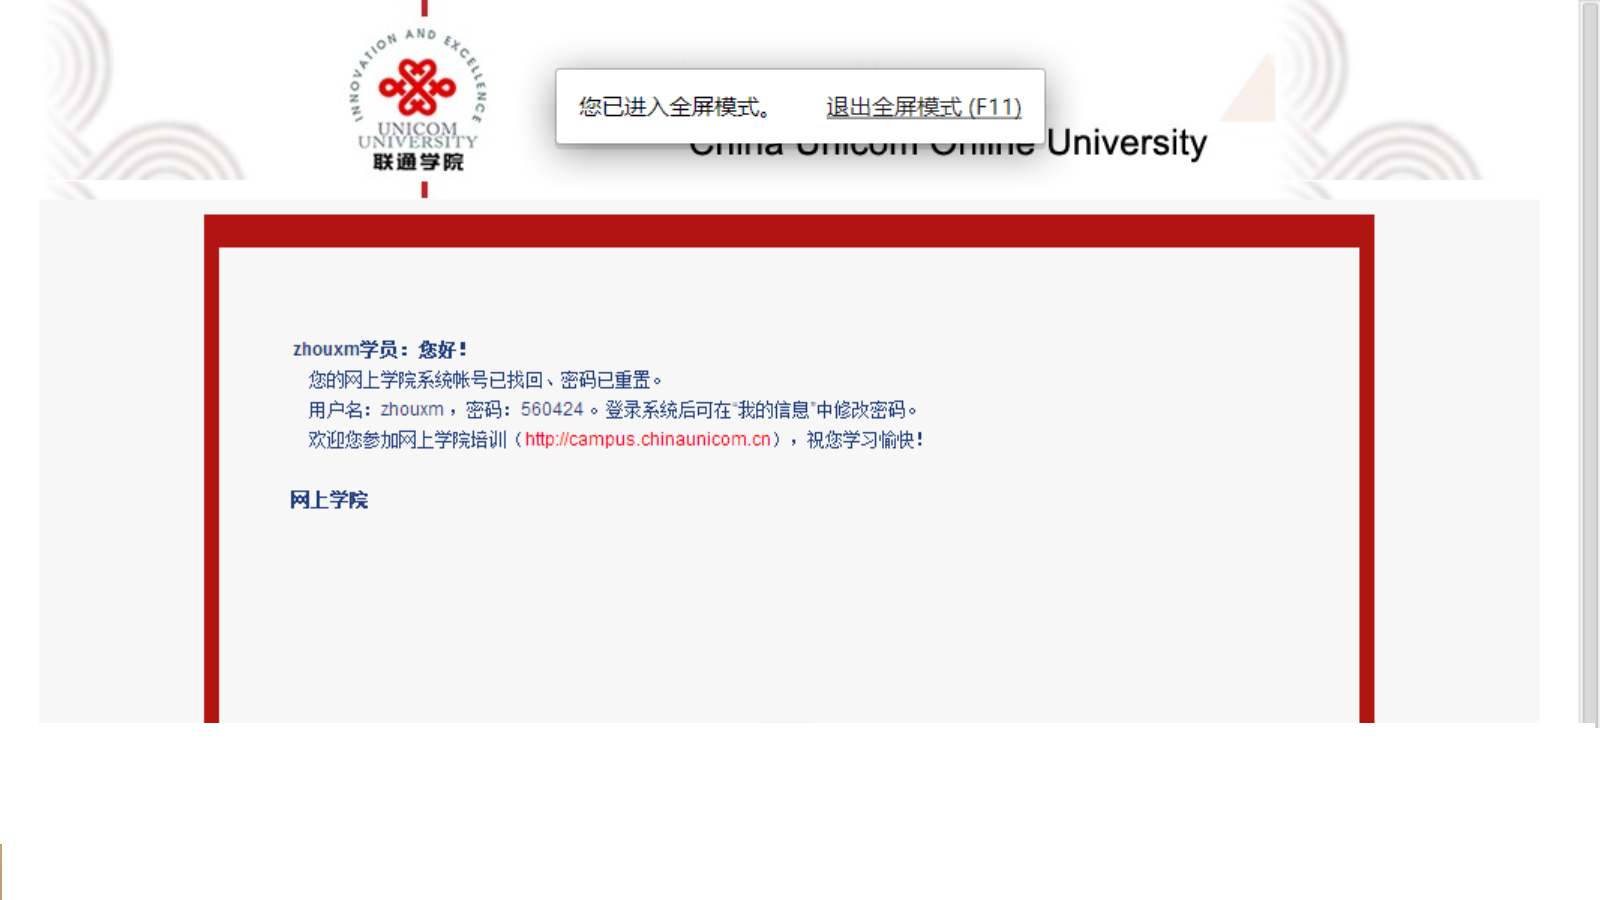 INNOVATION AND EXCELLENCE
UNICOM
UNIVERSITY
联通学院
您已进入全屏模式。 退出全屏模式 (F11)
China Unicom Online University
zhouxm学员：您好！
您的网上学院系统帐号已找回、密码已重置。
用户名：zhouxm ，密码：560424 。登录系统后可在“我的信息”中修改密码。
欢迎您参加网上学院培训（http://campus.chinaunicom.cn），祝您学习愉快！
网上学院